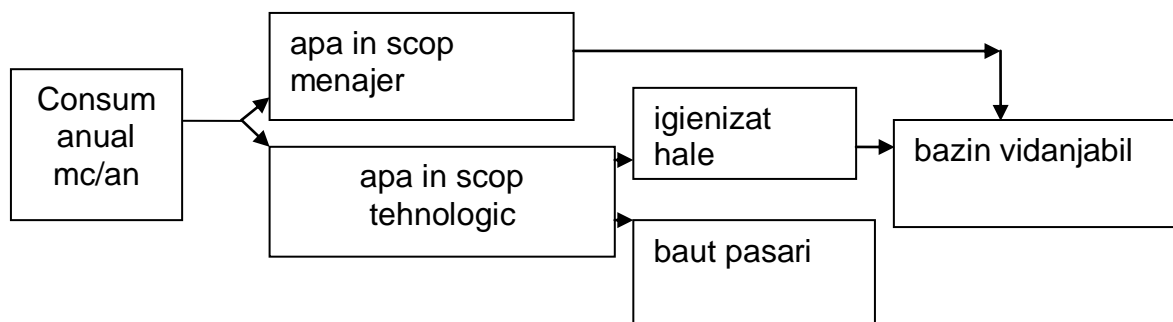 Consum
anual
mc/an
apa in scop
menajer
apa in scop
tehnologic
igienizat
hale
baut pasari
bazin vidanjabil